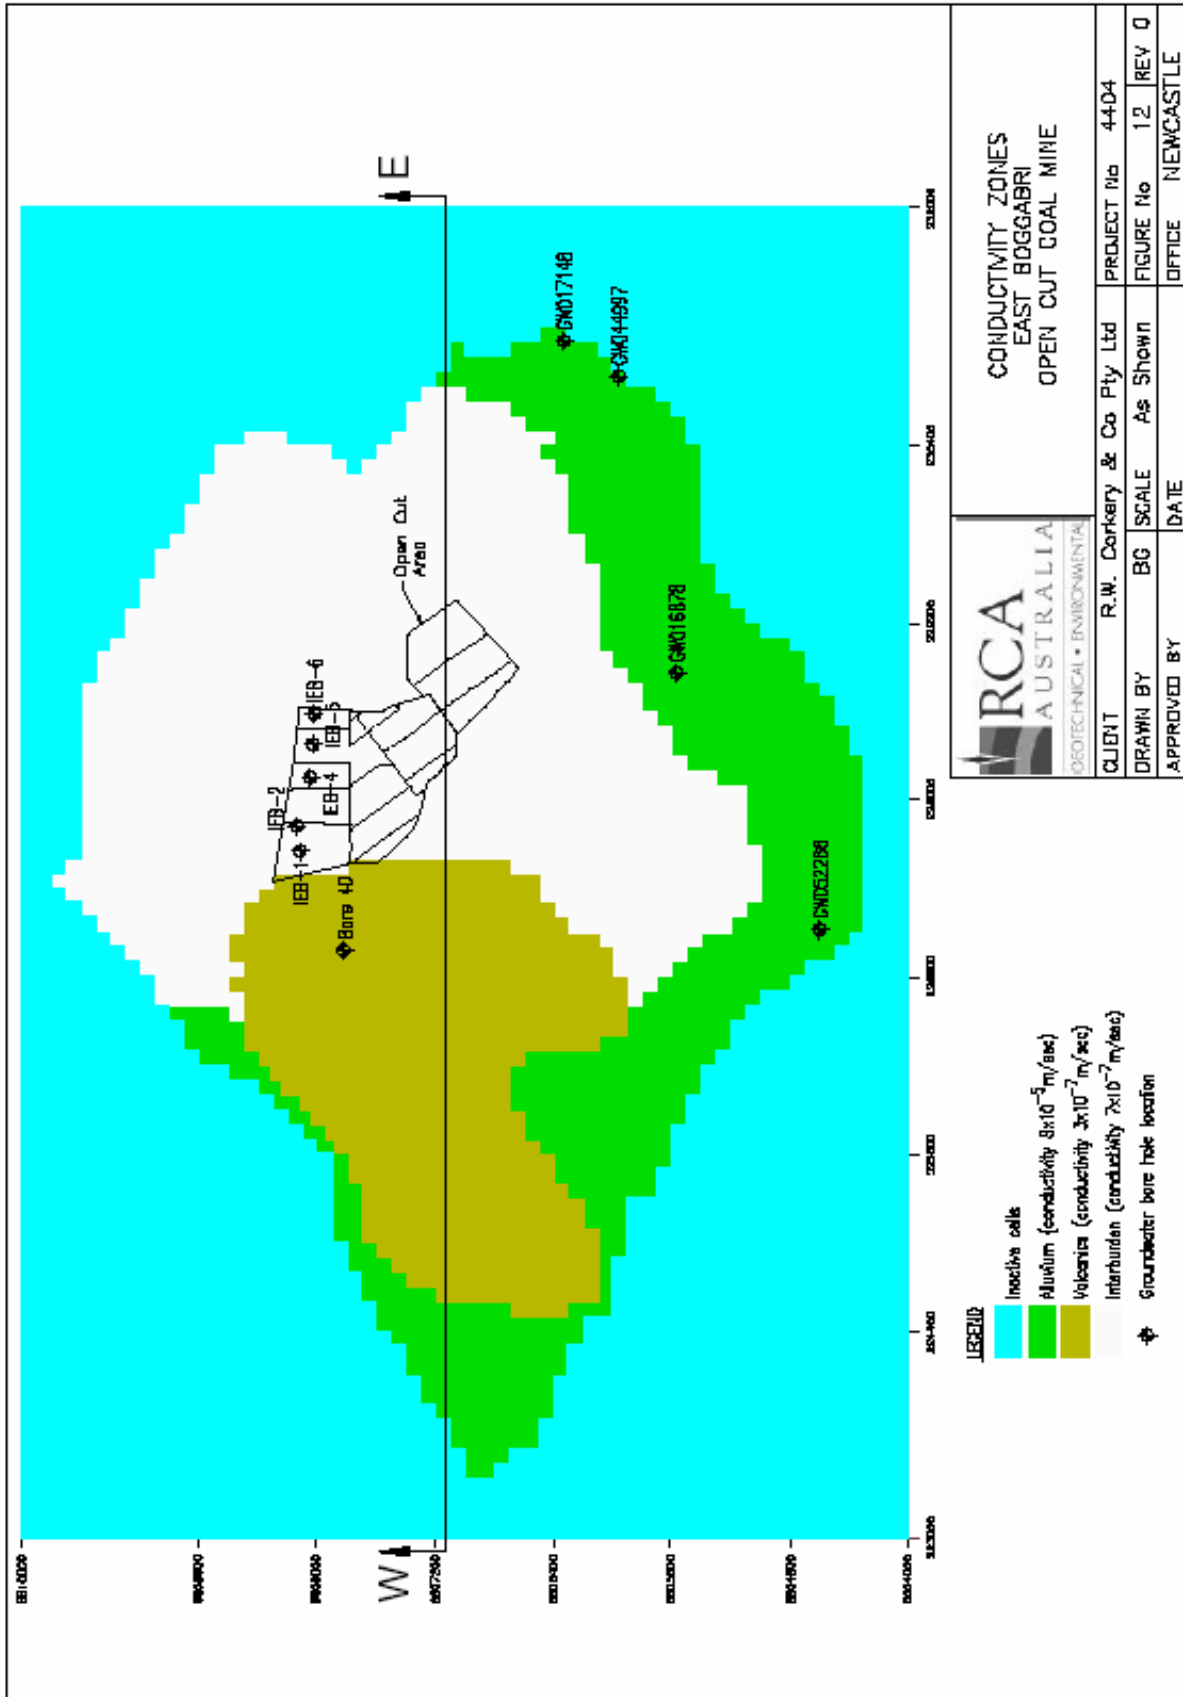 W
E
Open Cut
Area
IEB-1
IEB-2
IEB-4
IEB-5
IEB-6
Bore 40
GW017148
GW044997
GW016878
GW052288
LEGEND
Inactive cells
Alluvium (conductivity 8x10⁻⁵m/sec)
Volcanics (conductivity 3x10⁻⁷m/sec)
Interburden (conductivity 7x10⁻⁷m/sec)
Groundwater bore hole location
RCA
AUSTRALIA
GEOTECHNICAL • ENVIRONMENTAL
CONDUCTIVITY ZONES
EAST BOGGABRI
OPEN CUT COAL MINE
CLIENT R.W. Corkery & Co Pty Ltd PROJECT No 4404
DRAWN BY BG SCALE As Shown FIGURE No 12 REV 0
APPROVED BY DATE OFFICE NEWCASTLE